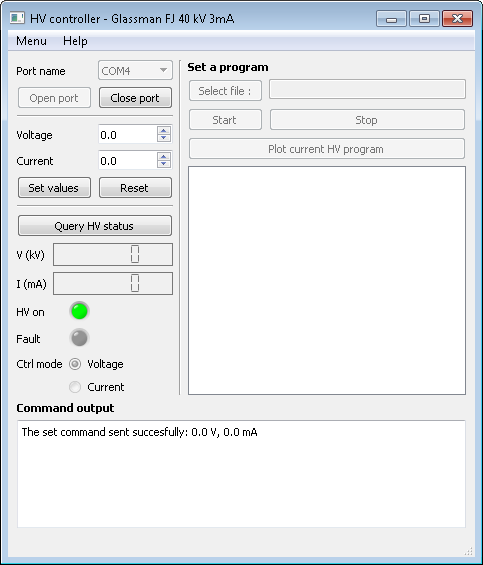 HV controller - Glassman FJ 40 kV 3mA
Menu Help
Port name COM4
Open port Close port
Voltage 0.0
Current 0.0
Set values Reset
Query HV status
V (kV) 0
I (mA) 0
HV on
Fault
Ctrl mode Voltage
Current
Set a program
Select file :
Start Stop
Plot current HV program
Command output
The set command sent succesfully: 0.0 V, 0.0 mA